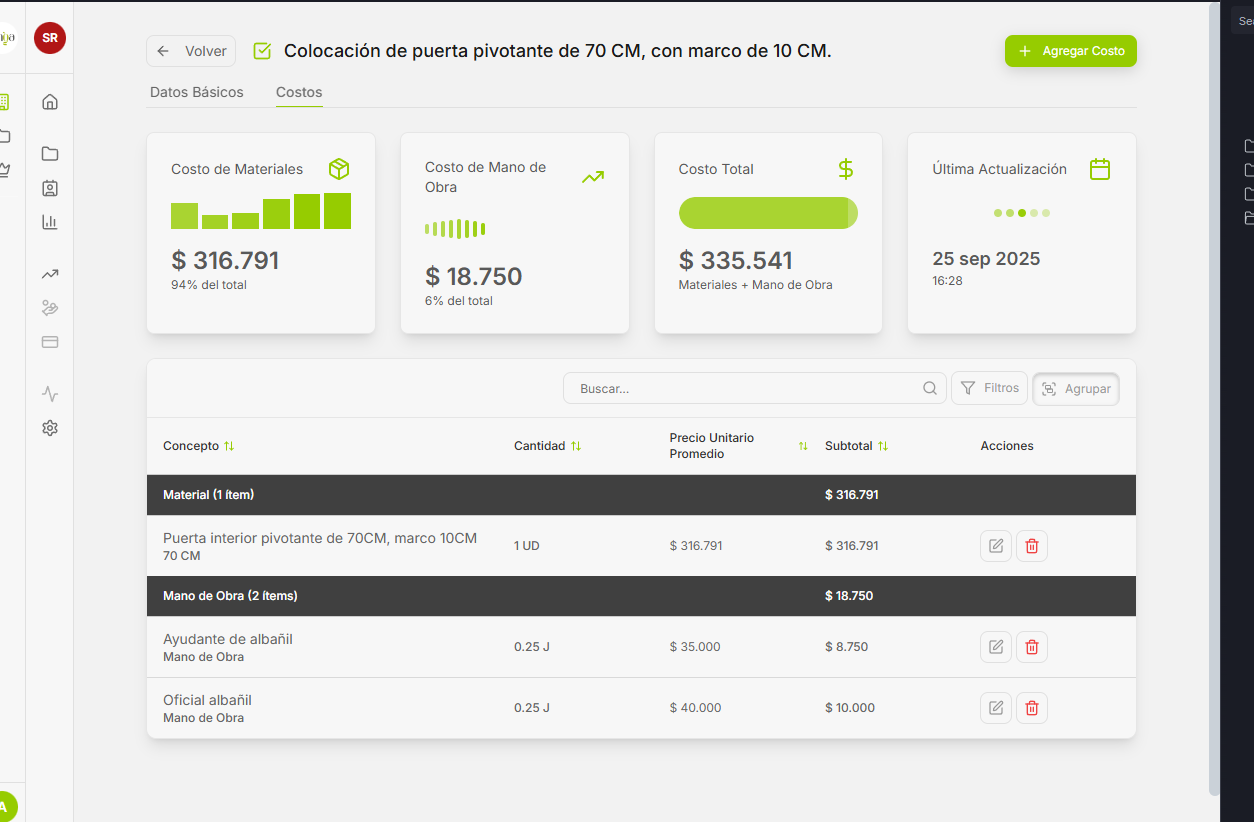 SR
Volver
Colocación de puerta pivotante de 70 CM, con marco de 10 CM.
Agregar Costo
Datos Básicos
Costos
Costo de Materiales
$ 316.791
94% del total
Costo de Mano de
Obra
$ 18.750
6% del total
Costo Total
$ 335.541
Materiales + Mano de Obra
Última Actualización
25 sep 2025
16:28
Buscar...
Filtros
Agrupar
Concepto
Cantidad
Precio Unitario
Promedio
Subtotal
Acciones
Material (1 ítem)
$ 316.791
Puerta interior pivotante de 70CM, marco 10CM
70 CM
1 UD
$ 316.791
$ 316.791
Mano de Obra (2 ítems)
$ 18.750
Ayudante de albañil
Mano de Obra
0.25 J
$ 35.000
$ 8.750
Oficial albañil
Mano de Obra
0.25 J
$ 40.000
$ 10.000
A
Sea